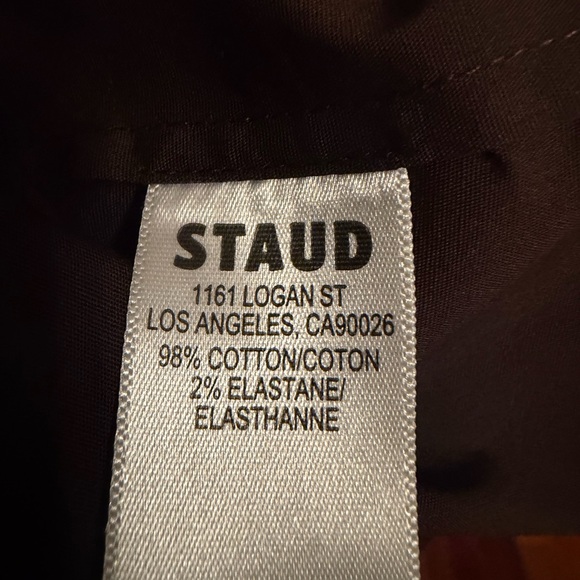 STAUD
1161 LOGAN ST
LOS ANGELES, CA90026
98% COTTON/COTON
2% ELASTANE/
ELASTHANNE